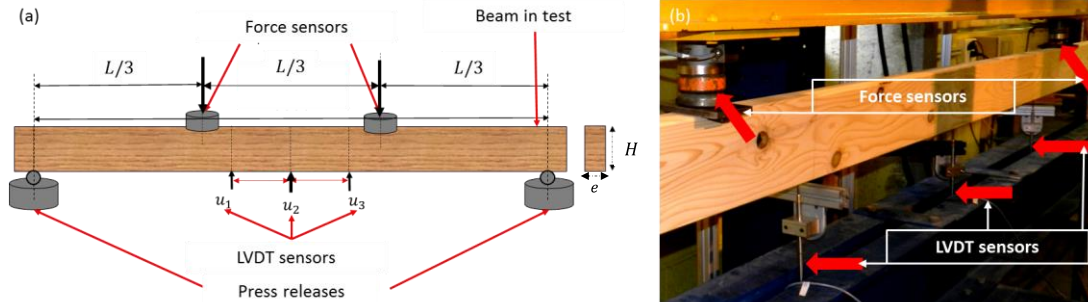 (a)
Force sensors
Beam in test
L/3
L/3
L/3
H
e
u1
u2
u3
LVDT sensors
Press releases
(b)
Force sensors
LVDT sensors